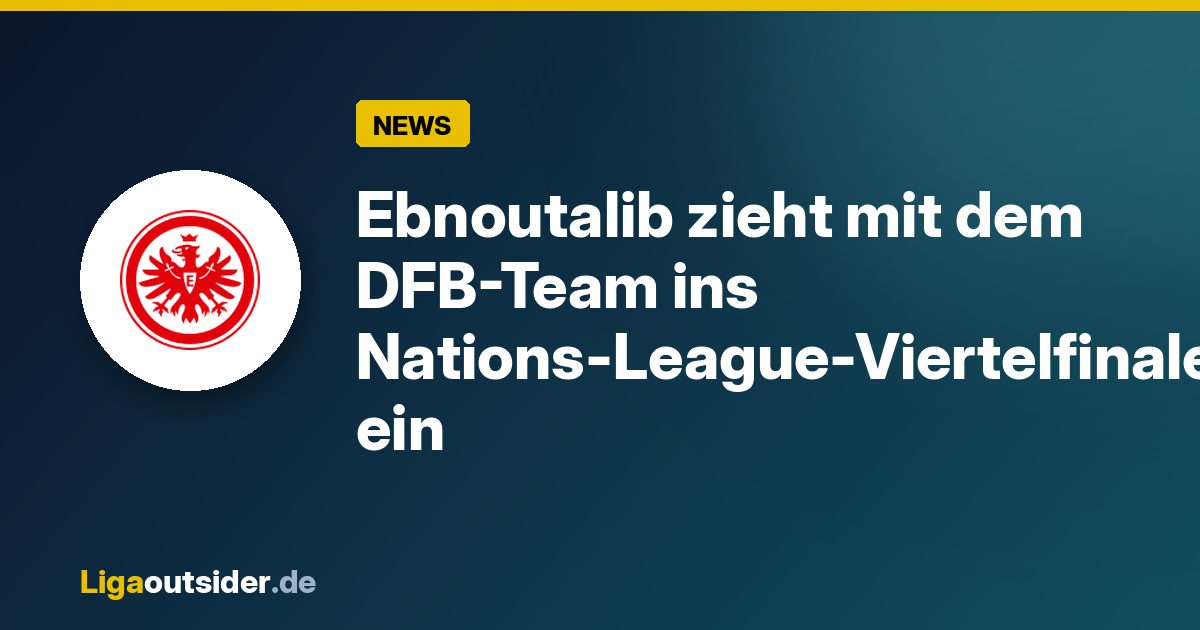 NEWS
Ebnoutalib zieht mit dem
DFB-Team ins
Nations-League-Viertelfinale
ein
E
Ligaoutsider.de